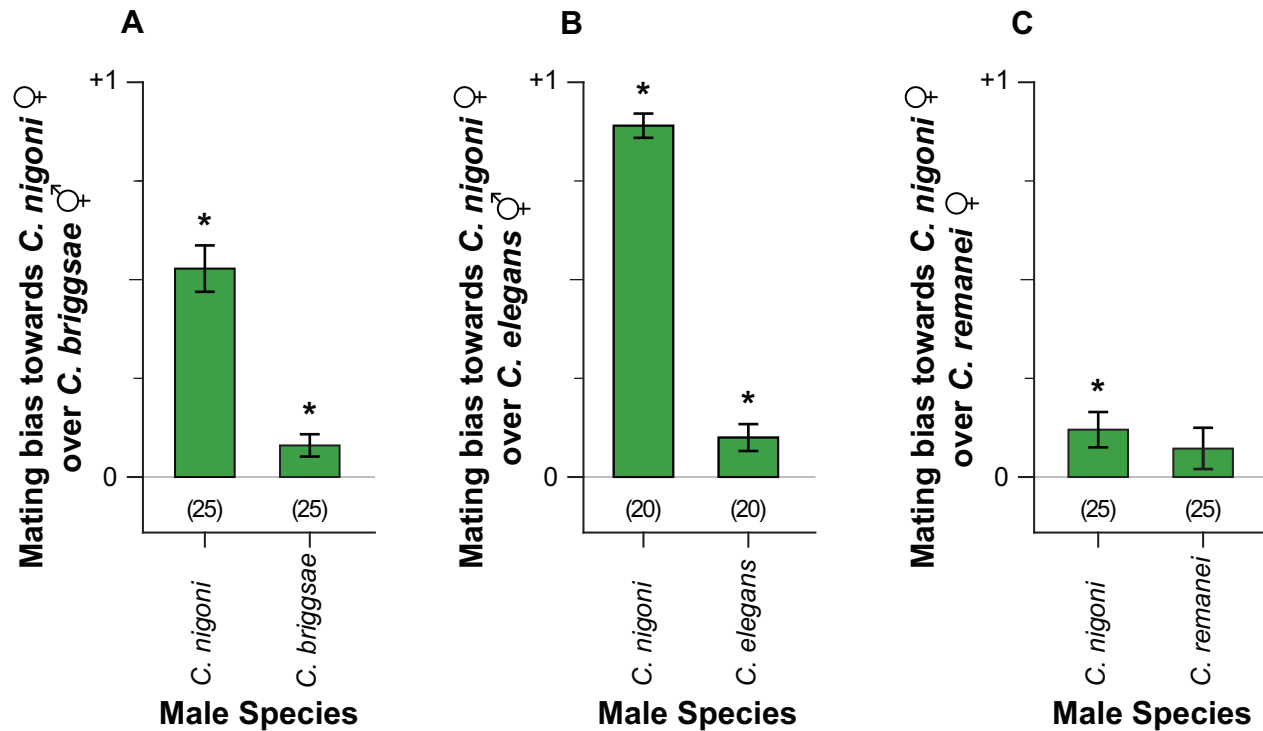 A
Mating bias towards C. nigoni ♀
over C. briggsae ⚥
+1
0
*
*
(25)
(25)
C. nigoni
C. briggsae
Male Species
B
Mating bias towards C. nigoni ♀
over C. elegans ⚥
+1
0
*
*
(20)
(20)
C. nigoni
C. elegans
Male Species
C
Mating bias towards C. nigoni ♀
over C. remanei ♀
+1
0
*
(25)
(25)
C. nigoni
C. remanei
Male Species